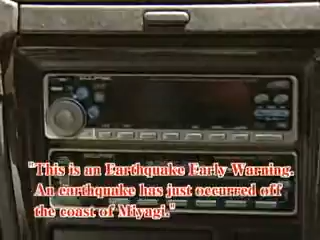 "This is an Earthquake Early Warning.
An earthquake has just occurred off
the coast of Miyagi."